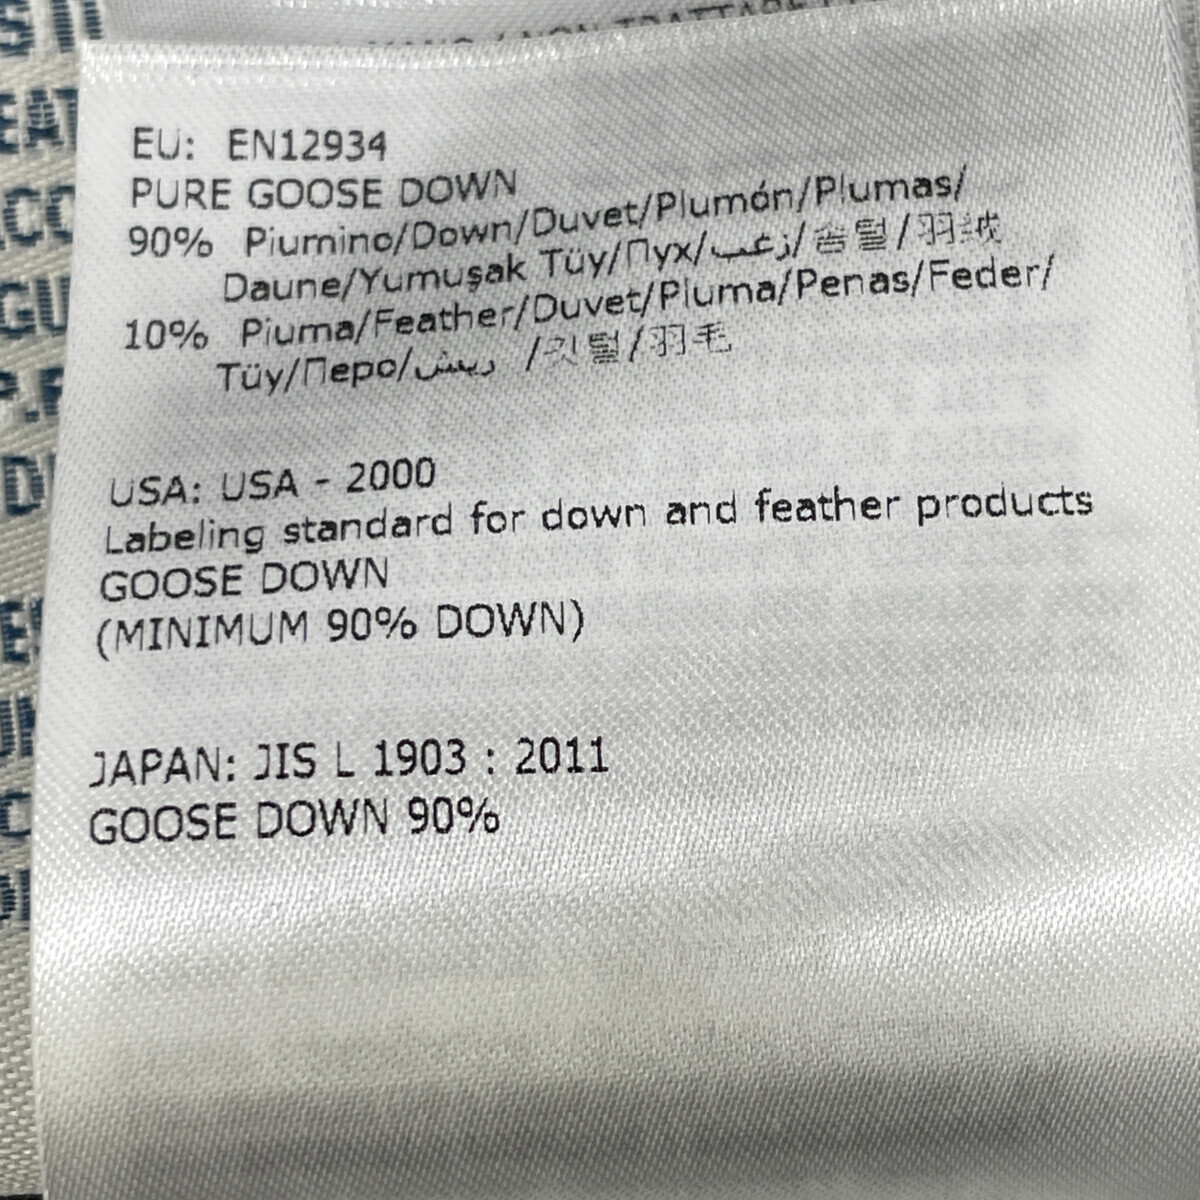 EU: EN12934
PURE GOOSE DOWN
90% Piumino/Down/Duvet/Plumón/Plumas/
Daune/Yumuşak Tüy/Пух/زغب/솜털/羽绒
10% Piuma/Feather/Duvet/Pluma/Penas/Feder/
Tüy/Перо/ريش /깃털/羽毛
USA: USA - 2000
Labeling standard for down and feather products
GOOSE DOWN
(MINIMUM 90% DOWN)
JAPAN: JIS L 1903 : 2011
GOOSE DOWN 90%